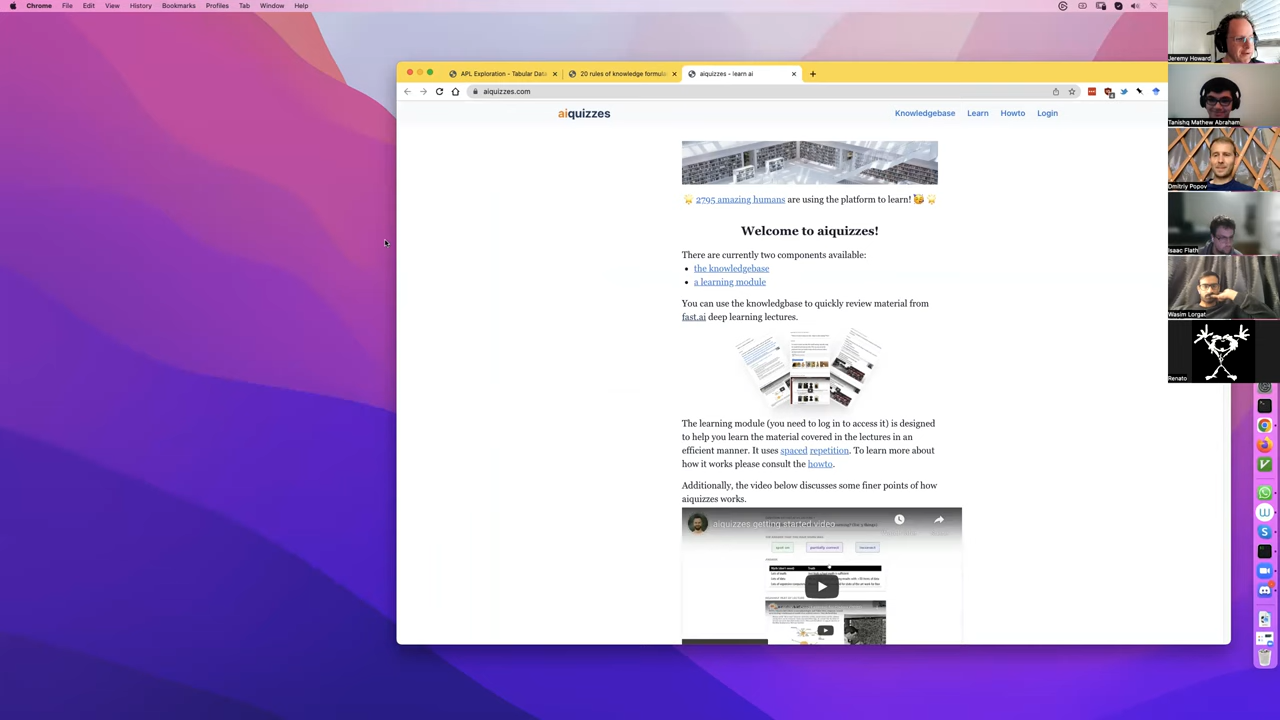 Chrome File Edit View History Bookmarks Profiles Tab Window Help
APL Exploration - Tabular Data
20 rules of knowledge formula
aiquizzes - learn ai
aiquizzes.com
aiquizzes
Knowledgebase Learn Howto Login
2795 amazing humans are using the platform to learn!
Welcome to aiquizzes!
There are currently two components available:
the knowledgebase
a learning module
You can use the knowledgbase to quickly review material from
fast.ai deep learning lectures.
The learning module (you need to log in to access it) is designed
to help you learn the material covered in the lectures in an
efficient manner. It uses spaced repetition. To learn more about
how it works please consult the howto.
Additionally, the video below discusses some finer points of how
aiquizzes works.
aiquizzes getting started video
spot on
partially correct
incorrect
Jeremy Howard
Tanishq Mathew Abraham
Dmitriy Popov
Isaac Flath
Wasim Lorgat
Renato